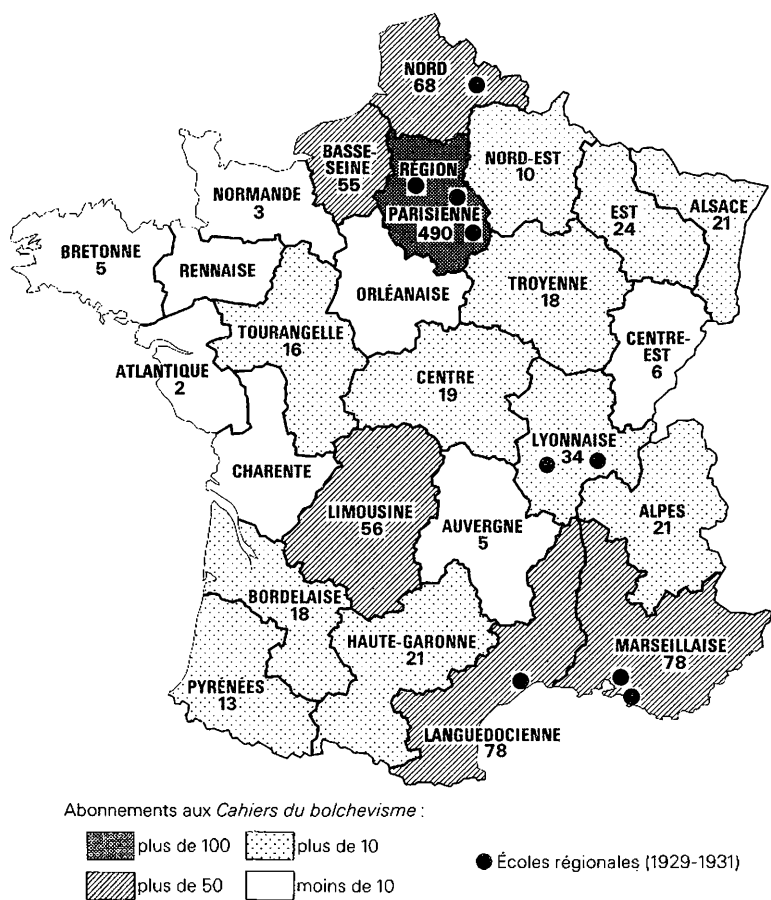 NORD
68
BASSE-
SEINE
55
RÉGION
PARISIENNE
490
NORD-EST
10
NORMANDE
3
EST
24
ALSACE
21
BRETONNE
5
RENNAISE
ORLÉANAISE
TROYENNE
18
TOURANGELLE
16
ATLANTIQUE
2
CENTRE
19
CENTRE-
EST
6
CHARENTE
LYONNAISE
34
LIMOUSINE
56
AUVERGNE
5
ALPES
21
BORDELAISE
18
HAUTE-GARONNE
21
MARSEILLAISE
78
PYRÉNÉES
13
LANGUEDOCIENNE
78
Abonnements aux Cahiers du bolchevisme :
plus de 100
plus de 10
plus de 50
moins de 10
Écoles régionales (1929-1931)